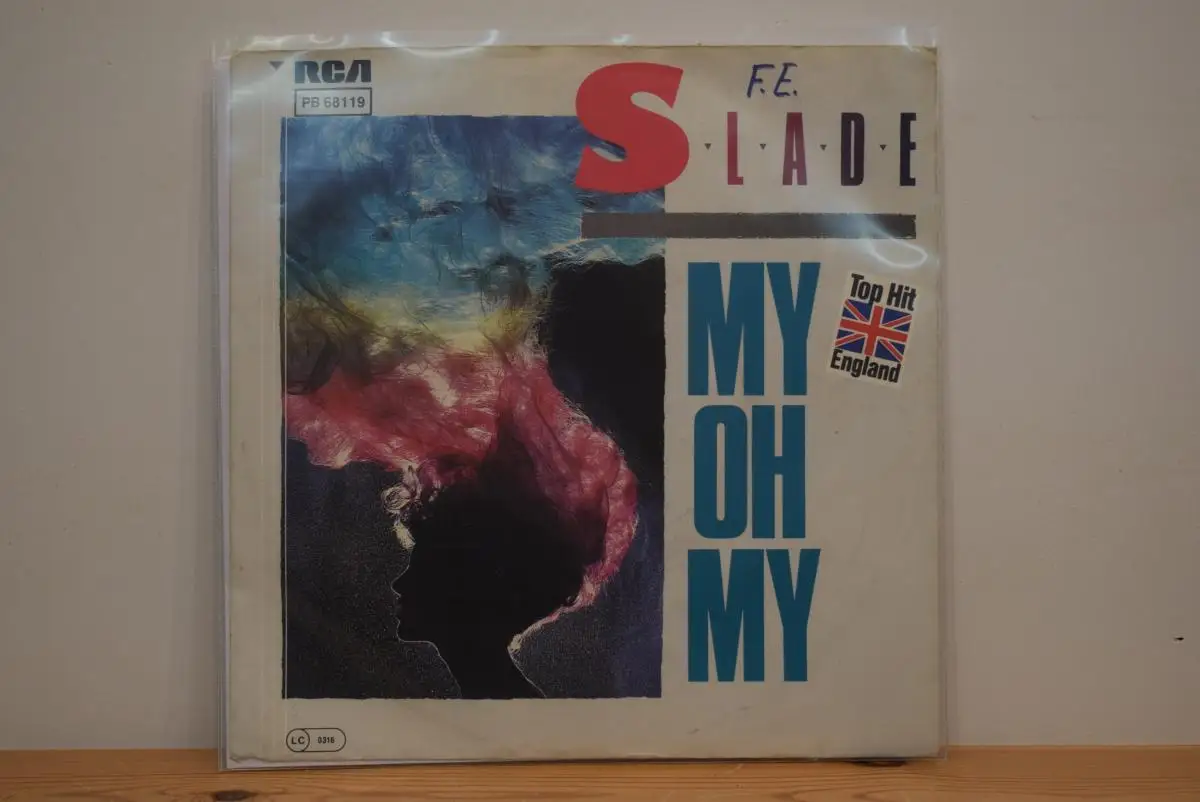 RCA
PB 68119
F.E.
SLADE
MY
OH
MY
Top Hit
England
LC 0316